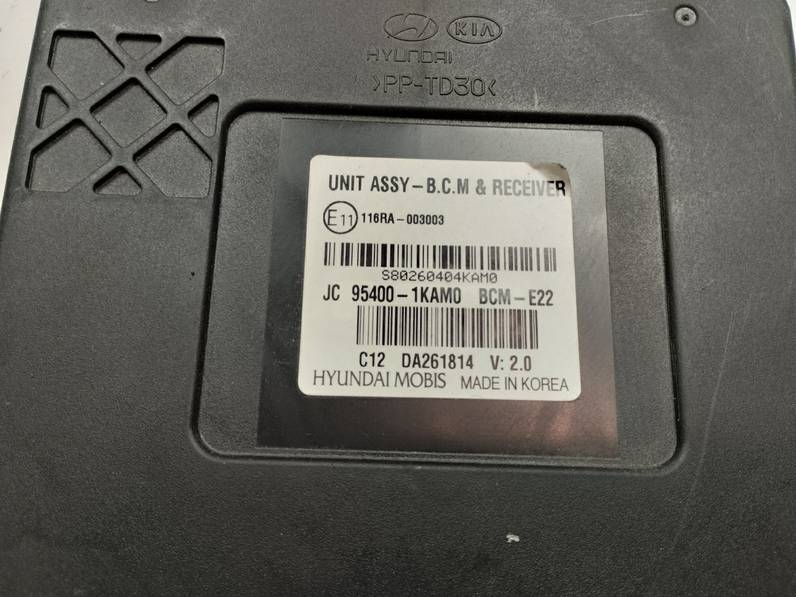 KIA
HYUNDAI
>PP-TD30<
UNIT ASSY-B.C.M & RECEIVER
E11 116RA-003003
S80260404KAM0
JC 95400-1KAM0 BCM-E22
C12 DA261814 V: 2.0
HYUNDAI MOBIS MADE IN KOREA